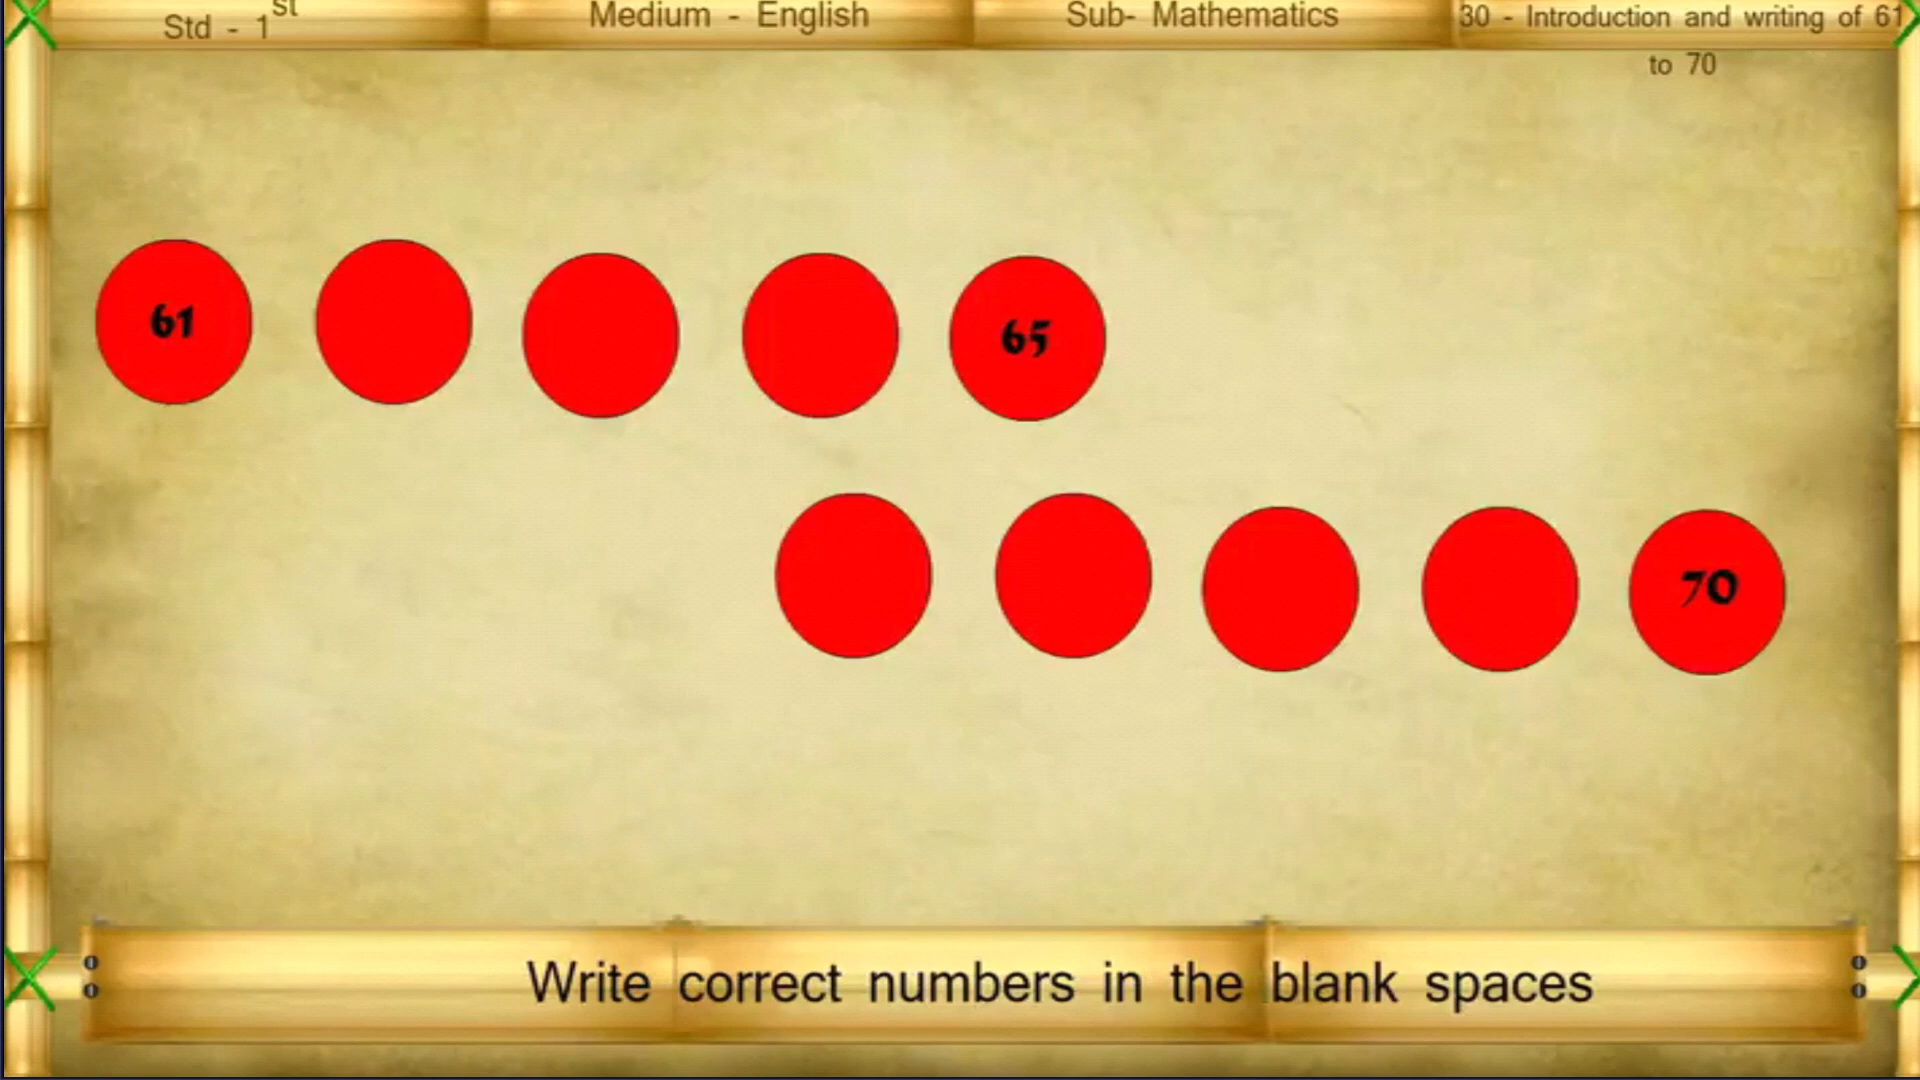 Std - 1st
Medium - English
Sub- Mathematics
30 - Introduction and writing of 61
to 70
61
65
70
Write correct numbers in the blank spaces